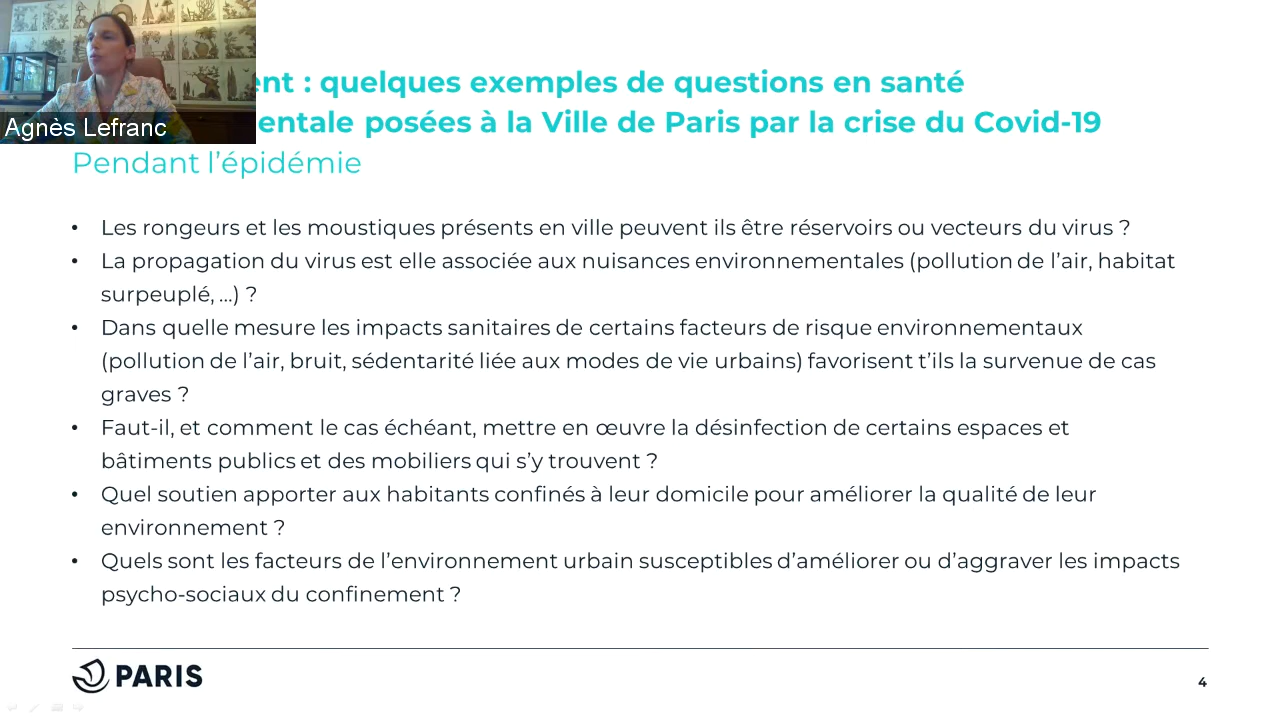 ent : quelques exemples de questions en santé
entale posées à la Ville de Paris par la crise du Covid-19
Agnès Lefranc
Pendant l’épidémie
• Les rongeurs et les moustiques présents en ville peuvent ils être réservoirs ou vecteurs du virus ?
• La propagation du virus est elle associée aux nuisances environnementales (pollution de l’air, habitat
surpeuplé, …) ?
• Dans quelle mesure les impacts sanitaires de certains facteurs de risque environnementaux
(pollution de l’air, bruit, sédentarité liée aux modes de vie urbains) favorisent t’ils la survenue de cas
graves ?
• Faut-il, et comment le cas échéant, mettre en œuvre la désinfection de certains espaces et
bâtiments publics et des mobiliers qui s’y trouvent ?
• Quel soutien apporter aux habitants confinés à leur domicile pour améliorer la qualité de leur
environnement ?
• Quels sont les facteurs de l’environnement urbain susceptibles d’améliorer ou d’aggraver les impacts
psycho-sociaux du confinement ?
PARIS
4